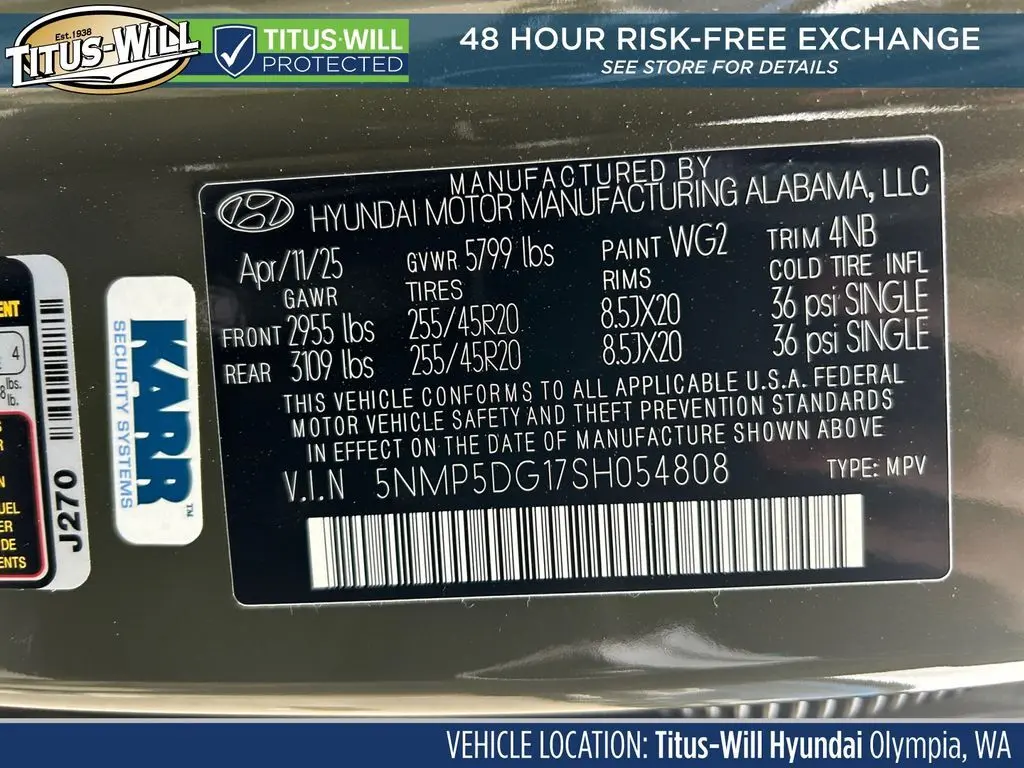 Est.1938
TITUS-WILL
TITUS-WILL
PROTECTED
48 HOUR RISK-FREE EXCHANGE
SEE STORE FOR DETAILS
MANUFACTURED BY
HYUNDAI MOTOR MANUFACTURING ALABAMA, LLC
Apr/11/25 GVWR 5799 lbs PAINT WG2 TRIM 4NB
GAWR TIRES RIMS COLD TIRE INFL
FRONT 2955 lbs 255/45R20 8.5JX20 36 psi SINGLE
REAR 3109 lbs 255/45R20 8.5JX20 36 psi SINGLE
THIS VEHICLE CONFORMS TO ALL APPLICABLE U.S.A. FEDERAL
MOTOR VEHICLE SAFETY AND THEFT PREVENTION STANDARDS
IN EFFECT ON THE DATE OF MANUFACTURE SHOWN ABOVE
V.I.N 5NMP5DG17SH054808 TYPE: MPV
KARR™
SECURITY SYSTEMS
J270
4
lbs.
lb.
VEHICLE LOCATION: Titus-Will Hyundai Olympia, WA